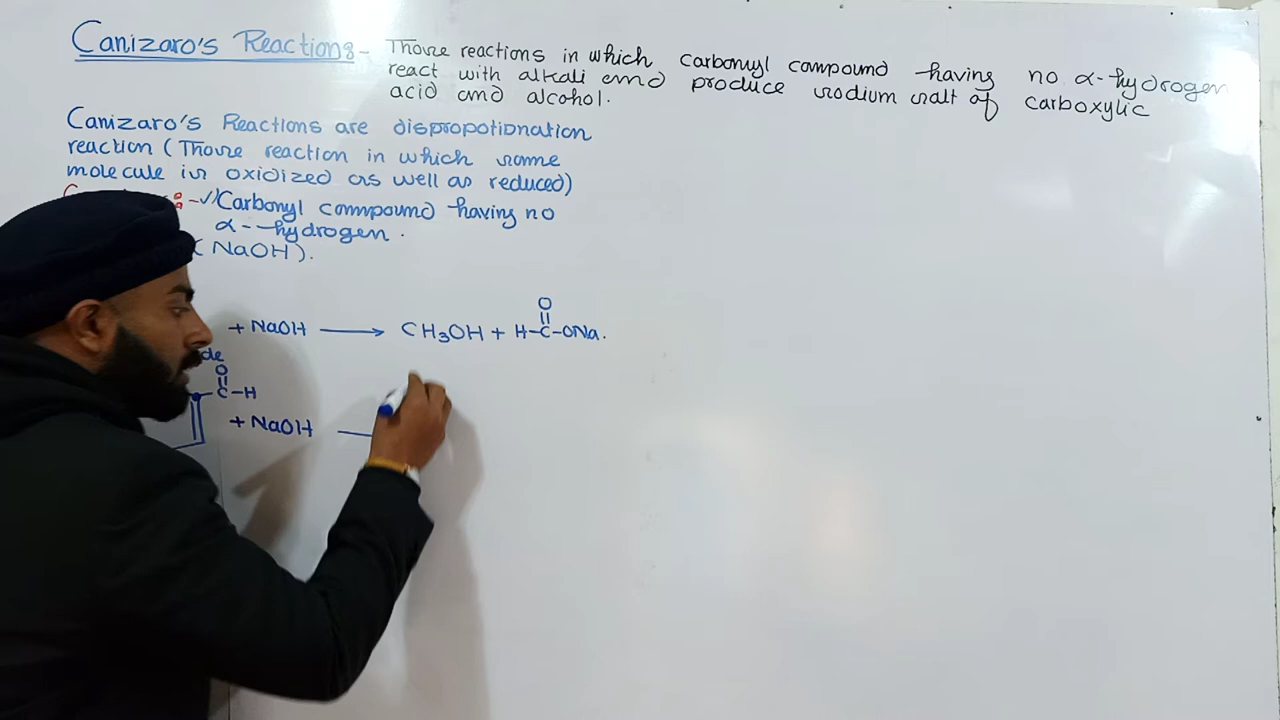 Canizaro's Reactions - Those reactions in which carbonyl compound having no α-hydrogen
react with alkali and produce sodium salt of carboxylic
acid and alcohol.
Canizaro's Reactions are dispropotionation
reaction (Those reaction in which same
molecule is oxidized as well as reduced)
:- ✓ Carbonyl compound having no
α-hydrogen.
(NaOH).
O
+ NaOH ⟶ CH3OH + H-C-ONa.
de
O
C-H
+ NaOH